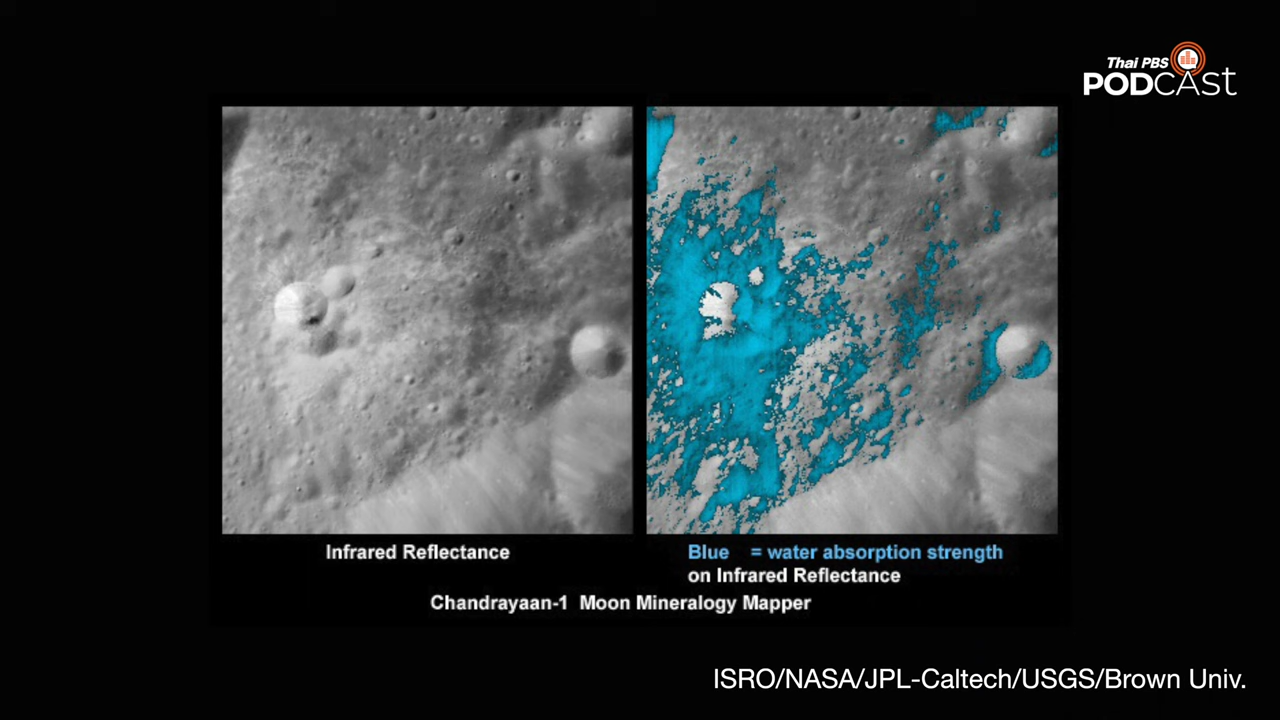 Thai PBS
PODCAST
Infrared Reflectance
Blue = water absorption strength
on Infrared Reflectance
Chandrayaan-1 Moon Mineralogy Mapper
ISRO/NASA/JPL-Caltech/USGS/Brown Univ.